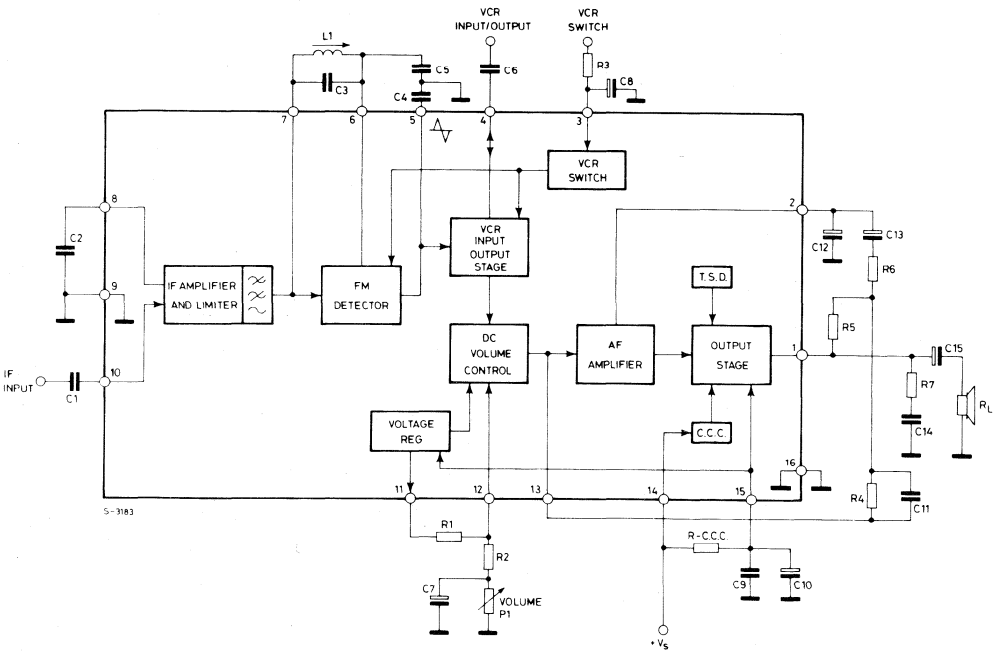 VCR
INPUT/OUTPUT
VCR
SWITCH
L1
C3
C5
C4
C6
R3
C8
7
6
5
4
3
VCR
SWITCH
8
2
C2
C12
C13
VCR
INPUT
OUTPUT
STAGE
R6
IF AMPLIFIER
AND LIMITER
FM
DETECTOR
T.S.D.
9
R5
DC
VOLUME
CONTROL
AF
AMPLIFIER
OUTPUT
STAGE
1
C15
IF
INPUT
C1
10
R7
RL
VOLTAGE
REG
C.C.C.
C14
16
11
12
13
14
15
R4
C11
S-3183
R1
R2
R-C.C.C.
C7
VOLUME
P1
C9
C10
+Vs